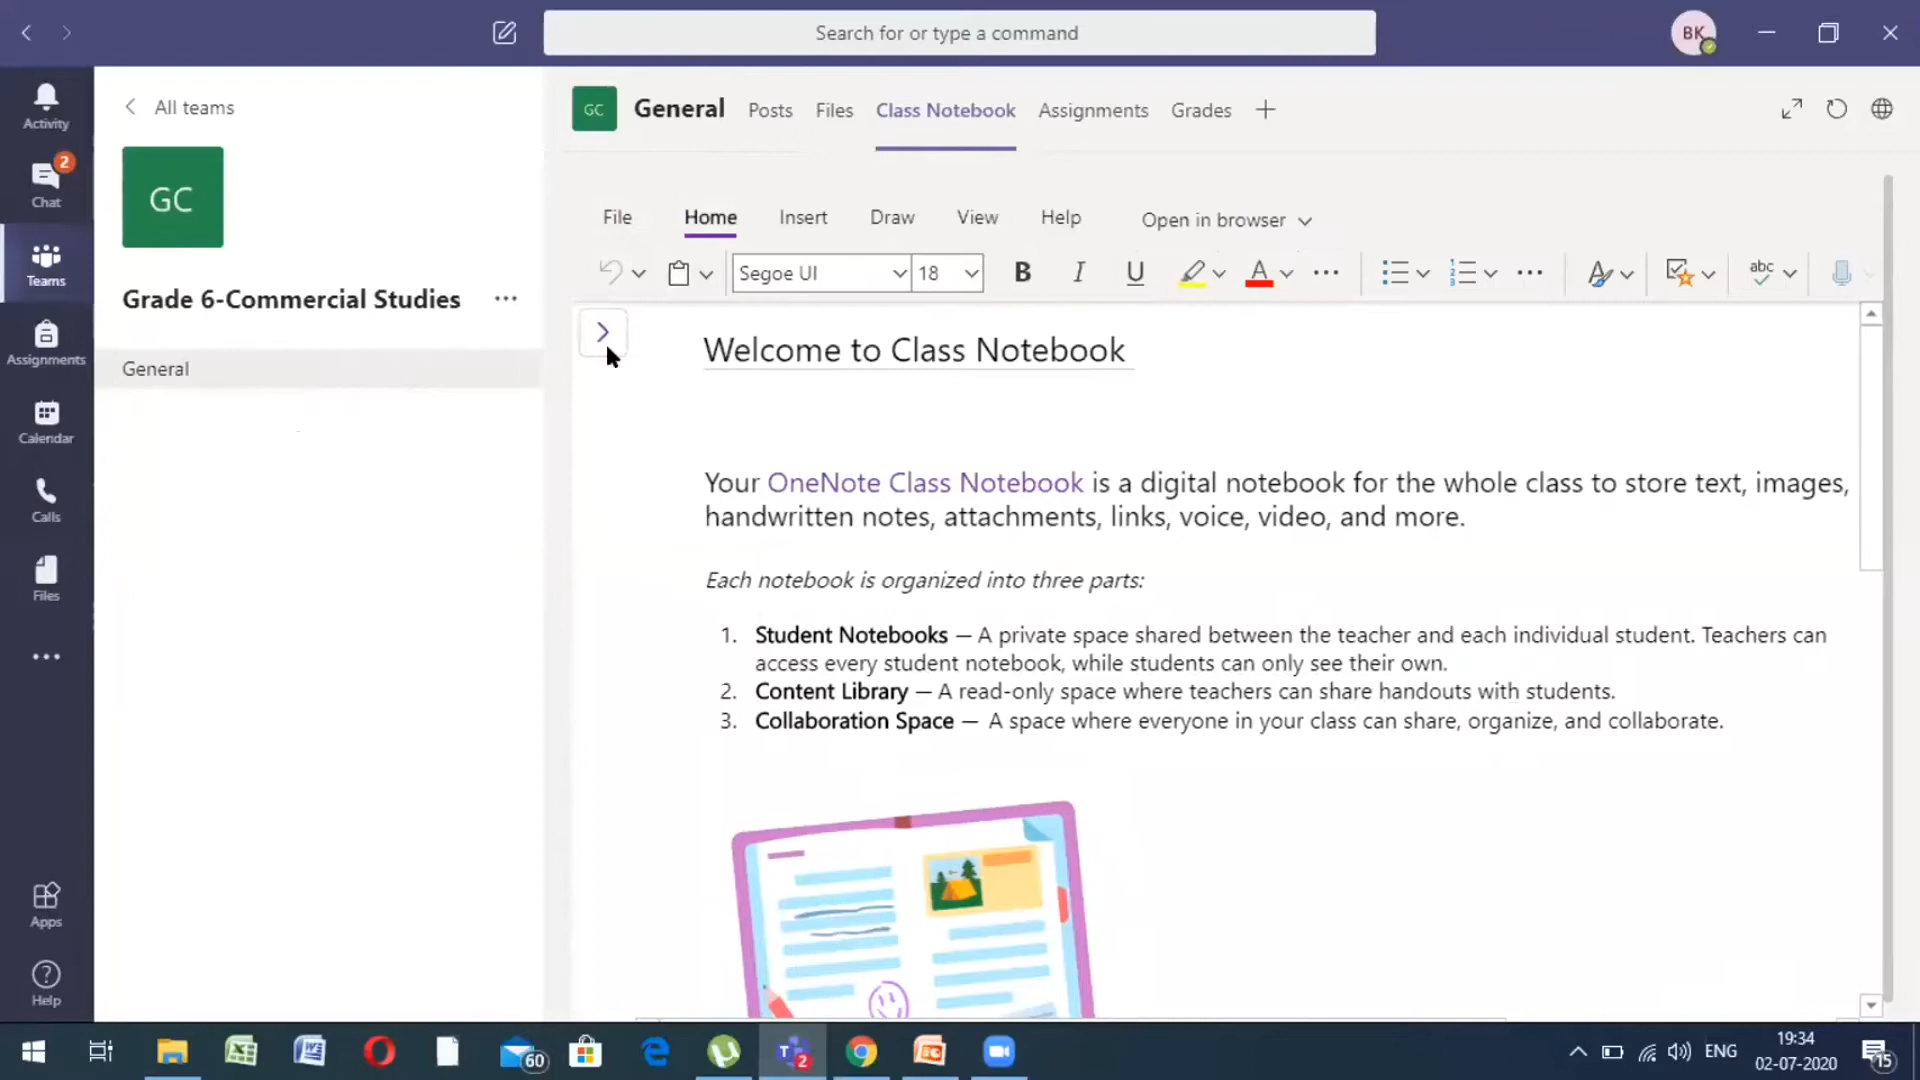 Search for or type a command
BK
Activity
Chat
2
Teams
Assignments
Calendar
Calls
Files
Apps
Help
All teams
GC
Grade 6-Commercial Studies
General
GC
General
Posts
Files
Class Notebook
Assignments
Grades
File
Home
Insert
Draw
View
Help
Open in browser
Segoe UI
18
B
I
U
A
abc
Welcome to Class Notebook
Your OneNote Class Notebook is a digital notebook for the whole class to store text, images,
handwritten notes, attachments, links, voice, video, and more.
Each notebook is organized into three parts:
1. Student Notebooks — A private space shared between the teacher and each individual student. Teachers can
access every student notebook, while students can only see their own.
2. Content Library — A read-only space where teachers can share handouts with students.
3. Collaboration Space — A space where everyone in your class can share, organize, and collaborate.
60
2
ENG
19:34
02-07-2020
15